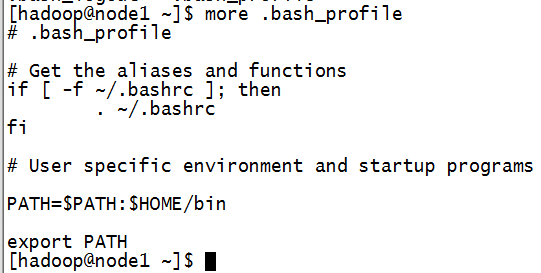 [hadoop@node1 ~]$ more .bash_profile
# .bash_profile
# Get the aliases and functions
if [ -f ~/.bashrc ]; then
        . ~/.bashrc
fi
# User specific environment and startup programs
PATH=$PATH:$HOME/bin
export PATH
[hadoop@node1 ~]$